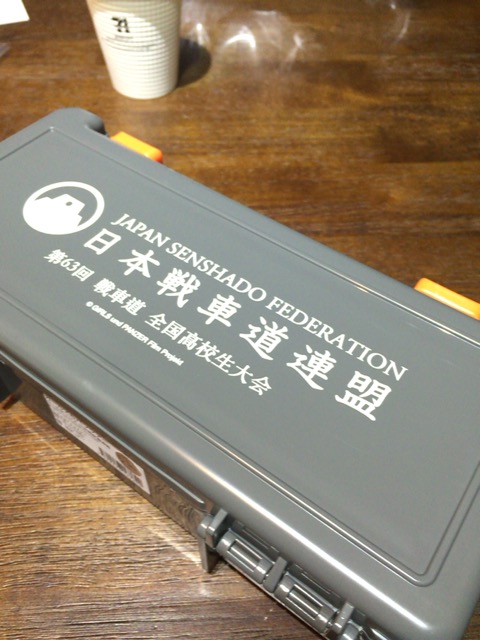 JAPAN SENSHADO FEDERATION
日本戦車道連盟
第63回 戦車道 全国高校生大会
© GIRLS und PANZER Film Projekt